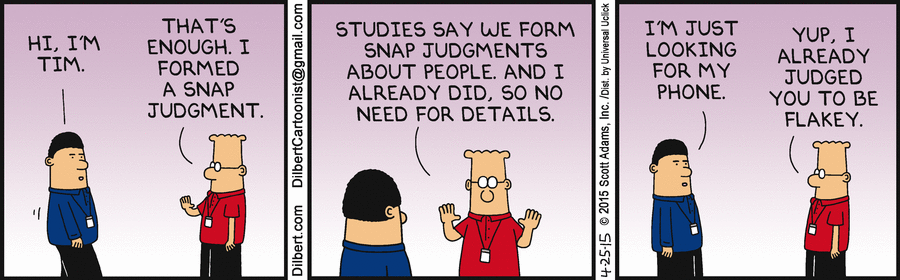 HI, I'M
TIM.
THAT'S
ENOUGH. I
FORMED
A SNAP
JUDGMENT.
Dilbert.com DilbertCartoonist@gmail.com
STUDIES SAY WE FORM
SNAP JUDGMENTS
ABOUT PEOPLE. AND I
ALREADY DID, SO NO
NEED FOR DETAILS.
4-25-15 © 2015 Scott Adams, Inc. /Dist. by Universal Uclick
I'M JUST
LOOKING
FOR MY
PHONE.
YUP, I
ALREADY
JUDGED
YOU TO BE
FLAKEY.